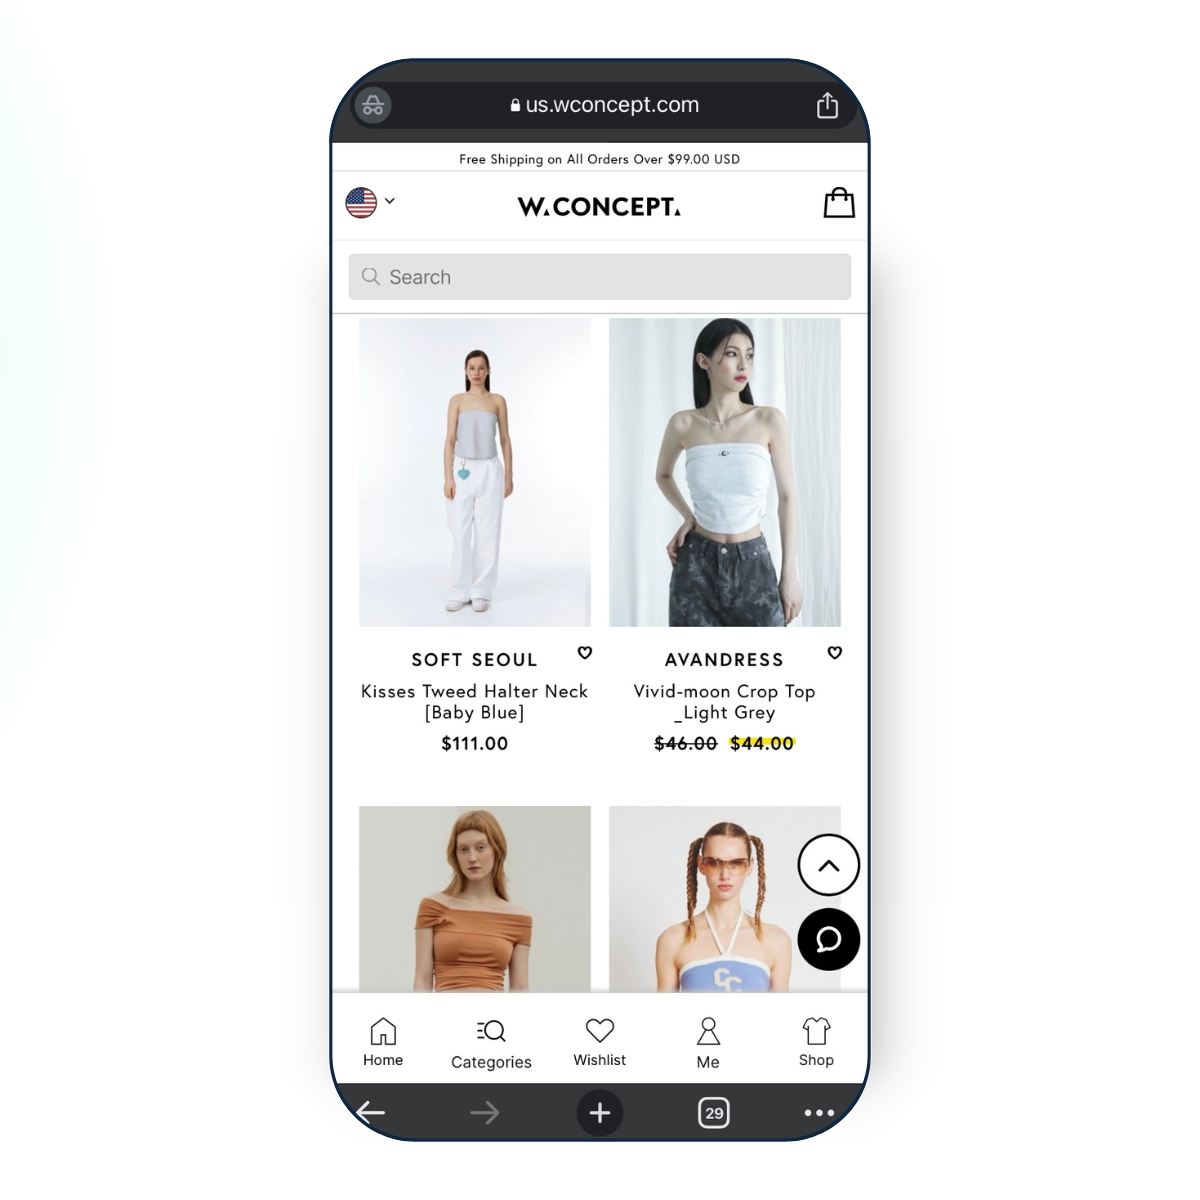 us.wconcept.com
Free Shipping on All Orders Over $99.00 USD
W.CONCEPT.
Search
SOFT SEOUL
Kisses Tweed Halter Neck
[Baby Blue]
$111.00
AVANDRESS
Vivid-moon Crop Top
_Light Grey
$46.00 $44.00
CC
Home
Categories
Wishlist
Me
Shop
29